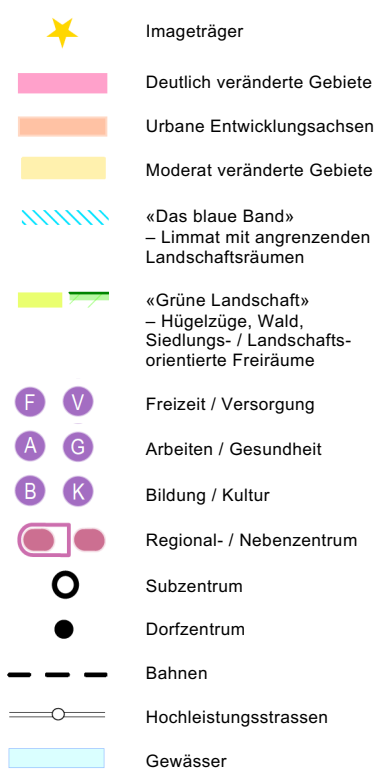 Imageträger
Deutlich veränderte Gebiete
Urbane Entwicklungsachsen
Moderat veränderte Gebiete
«Das blaue Band»
– Limmat mit angrenzenden
Landschaftsräumen
«Grüne Landschaft»
– Hügelzüge, Wald,
Siedlungs- / Landschafts-
orientierte Freiräume
F V Freizeit / Versorgung
A G Arbeiten / Gesundheit
B K Bildung / Kultur
Regional- / Nebenzentrum
Subzentrum
Dorfzentrum
Bahnen
Hochleistungsstrassen
Gewässer